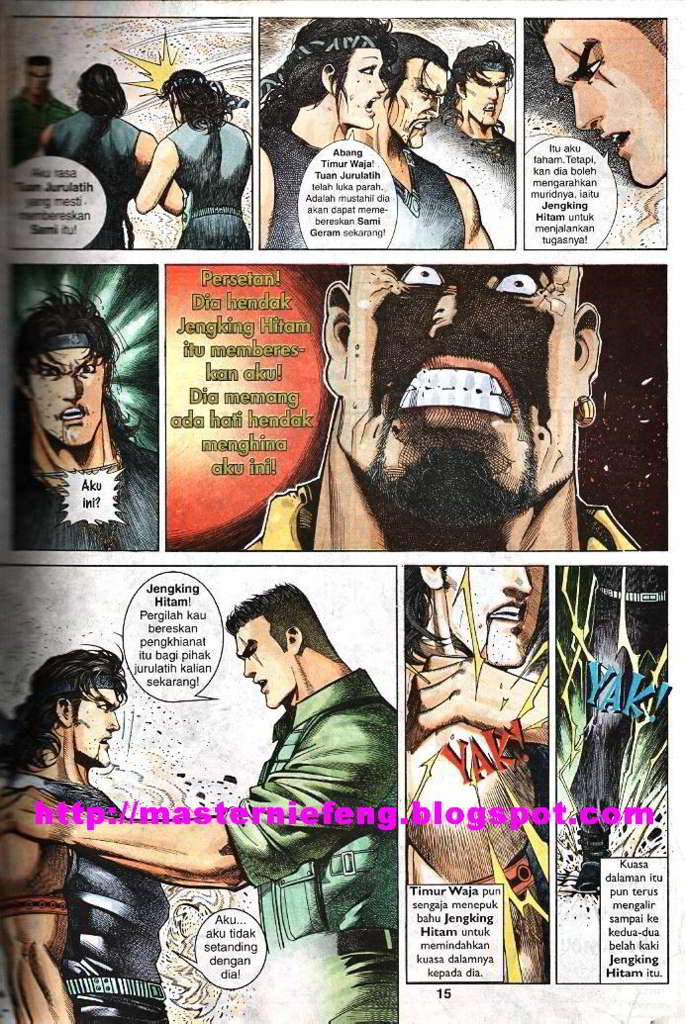 Aku rasa
Tuan Jurulatih
yang mesti
membereskan
Sami itu!
Abang
Timur Waja!
Tuan Jurulatih
telah luka parah.
Adalah mustahil dia
akan dapat meme-
bereskan Sami
Geram sekarang!
Itu aku
faham.Tetapi,
kan dia boleh
mengarahkan
muridnya, iaitu
Jengking
Hitam untuk
menjalankan
tugasnya!
Aku
ini?
Persetan!
Dia hendak
Jengking Hitam
itu memberes-
kan aku!
Dia memang
ada hati hendak
menghina
aku ini!
Jengking
Hitam!
Pergilah kau
bereskan
pengkhianat
itu bagi pihak
jurulatih kalian
sekarang!
Aku...
aku tidak
setanding
dengan
dia!
YAK!
Timur Waja pun
sengaja menepuk
bahu Jengking
Hitam untuk
memindahkan
kuasa dalamnya
kepada dia.
YAK!
Kuasa
dalaman itu
pun terus
mengalir
sampai ke
kedua-dua
belah kaki
Jengking
Hitam itu.
http://masterniefeng.blogspot.com
15